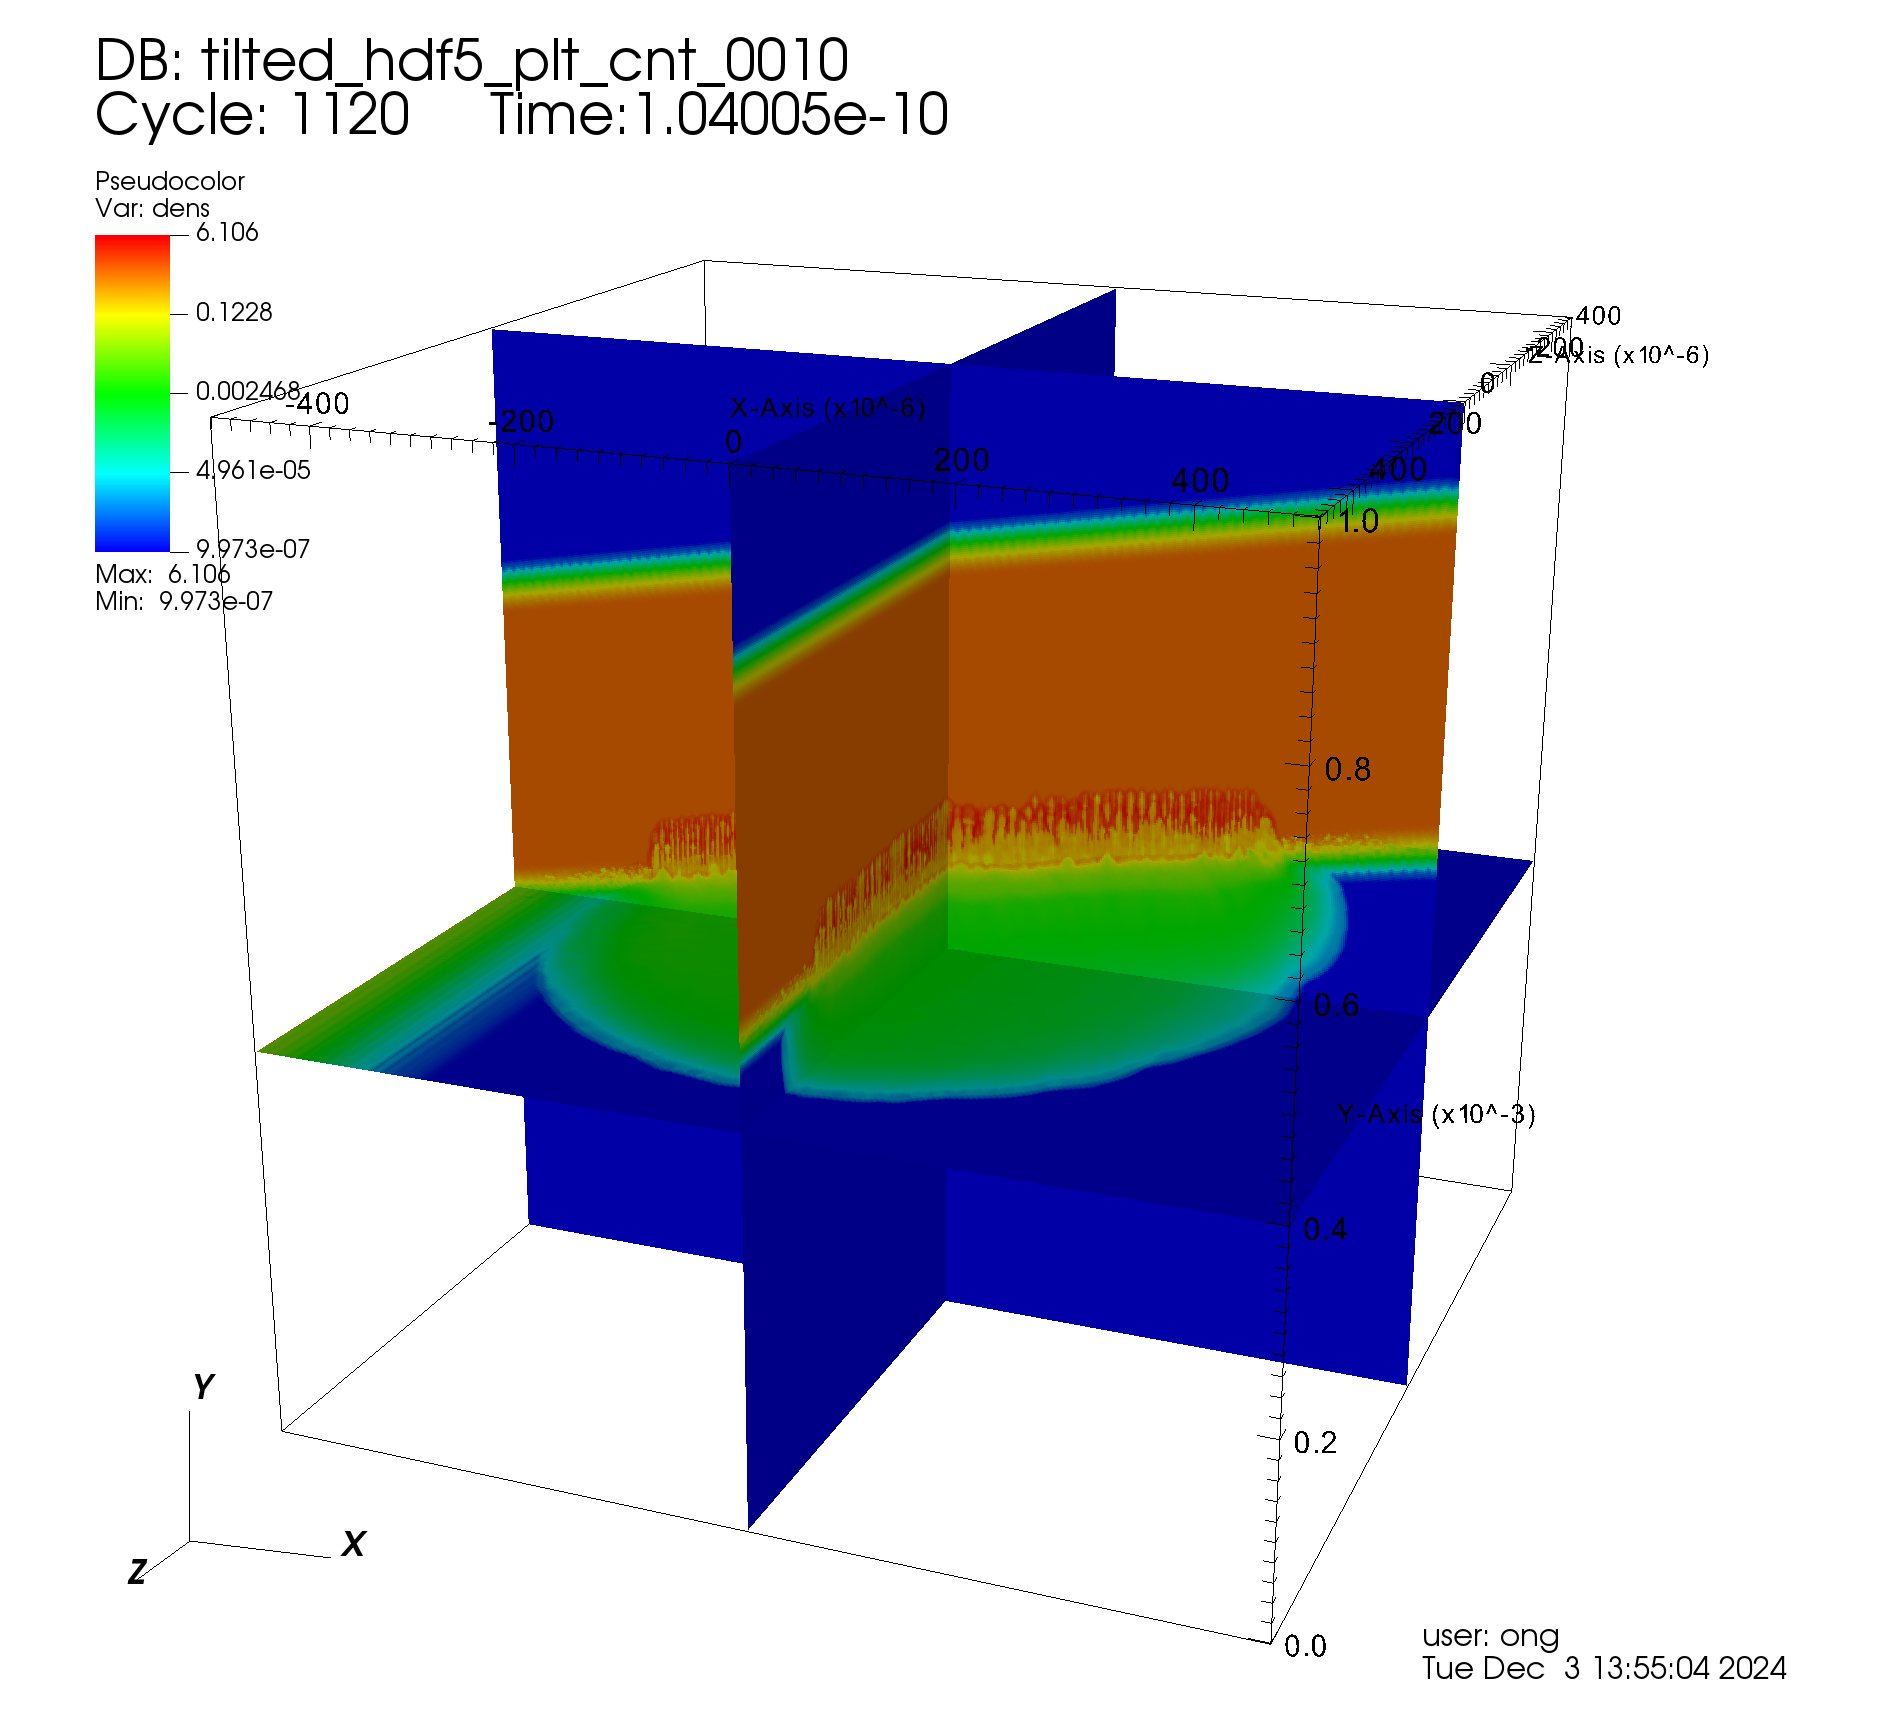 DB: tilted_hdf5_plt_cnt_0010
Cycle: 1120 Time:1.04005e-10
Pseudocolor
Var: dens
6.106
0.1228
0.002468
4.961e-05
9.973e-07
Max: 6.106
Min: 9.973e-07
-400
-200
0
200
400
X-Axis (x10^-6)
-400
-200
0
200
400
Z-Axis (x10^-6)
1.0
0.8
0.6
0.4
0.2
0.0
Y-Axis (x10^-3)
Y
X
Z
user: ong
Tue Dec 3 13:55:04 2024